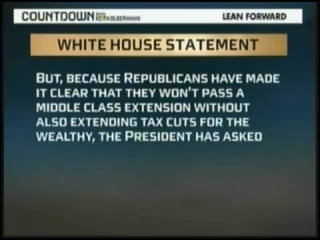 COUNTDOWN WITH KEITH OLBERMANN LEAN FORWARD
WHITE HOUSE STATEMENT
BUT, BECAUSE REPUBLICANS HAVE MADE
IT CLEAR THAT THEY WON'T PASS A
MIDDLE CLASS EXTENSION WITHOUT
ALSO EXTENDING TAX CUTS FOR THE
WEALTHY, THE PRESIDENT HAS ASKED